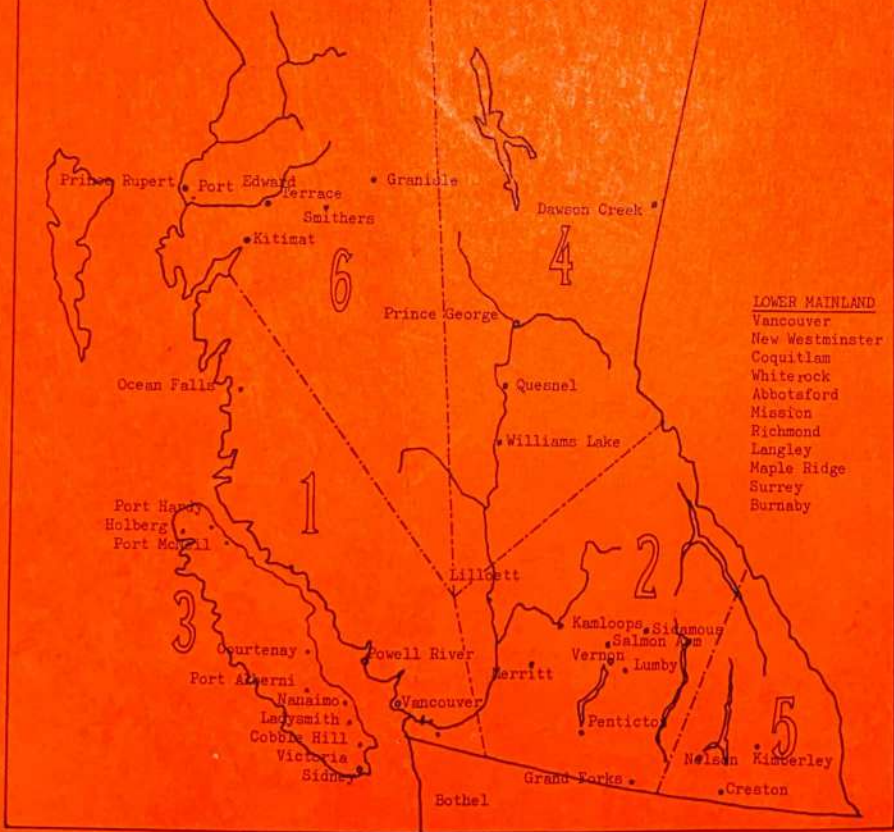 Prince Rupert
Port Edward
Terrace
Granisle
Smithers
Kitimat
6
Dawson Creek
4
Prince George
LOWER MAINLAND
Vancouver
New Westminster
Coquitlam
Whiterock
Abbotsford
Mission
Richmond
Langley
Maple Ridge
Surrey
Burnaby
Ocean Falls
Quesnel
Williams Lake
1
Port Hardy
Holberg
Port McNeil
Lilloett
2
3
Kamloops
Sicamous
Salmon Arm
Courtenay
Powell River
Vernon
Merritt
Lumby
Port Alberni
Nanaimo
Vancouver
Ladysmith
Penticton
5
Cobble Hill
Victoria
Nelson
Kimberley
Sidney
Grand Forks
Creston
Bothel